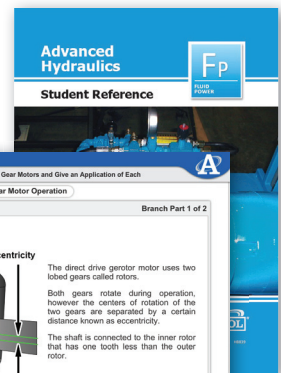 Advanced
Hydraulics
Fp
FLUID
POWER
Student Reference
Gear Motors and Give an Application of Each
ar Motor Operation
Branch Part 1 of 2
centricity
The direct drive gerotor motor uses two
lobed gears called rotors.
Both gears rotate during operation,
however the centers of rotation of the
two gears are separated by a certain
distance known as eccentricity.
The shaft is connected to the inner rotor
that has one tooth less than the outer
rotor.